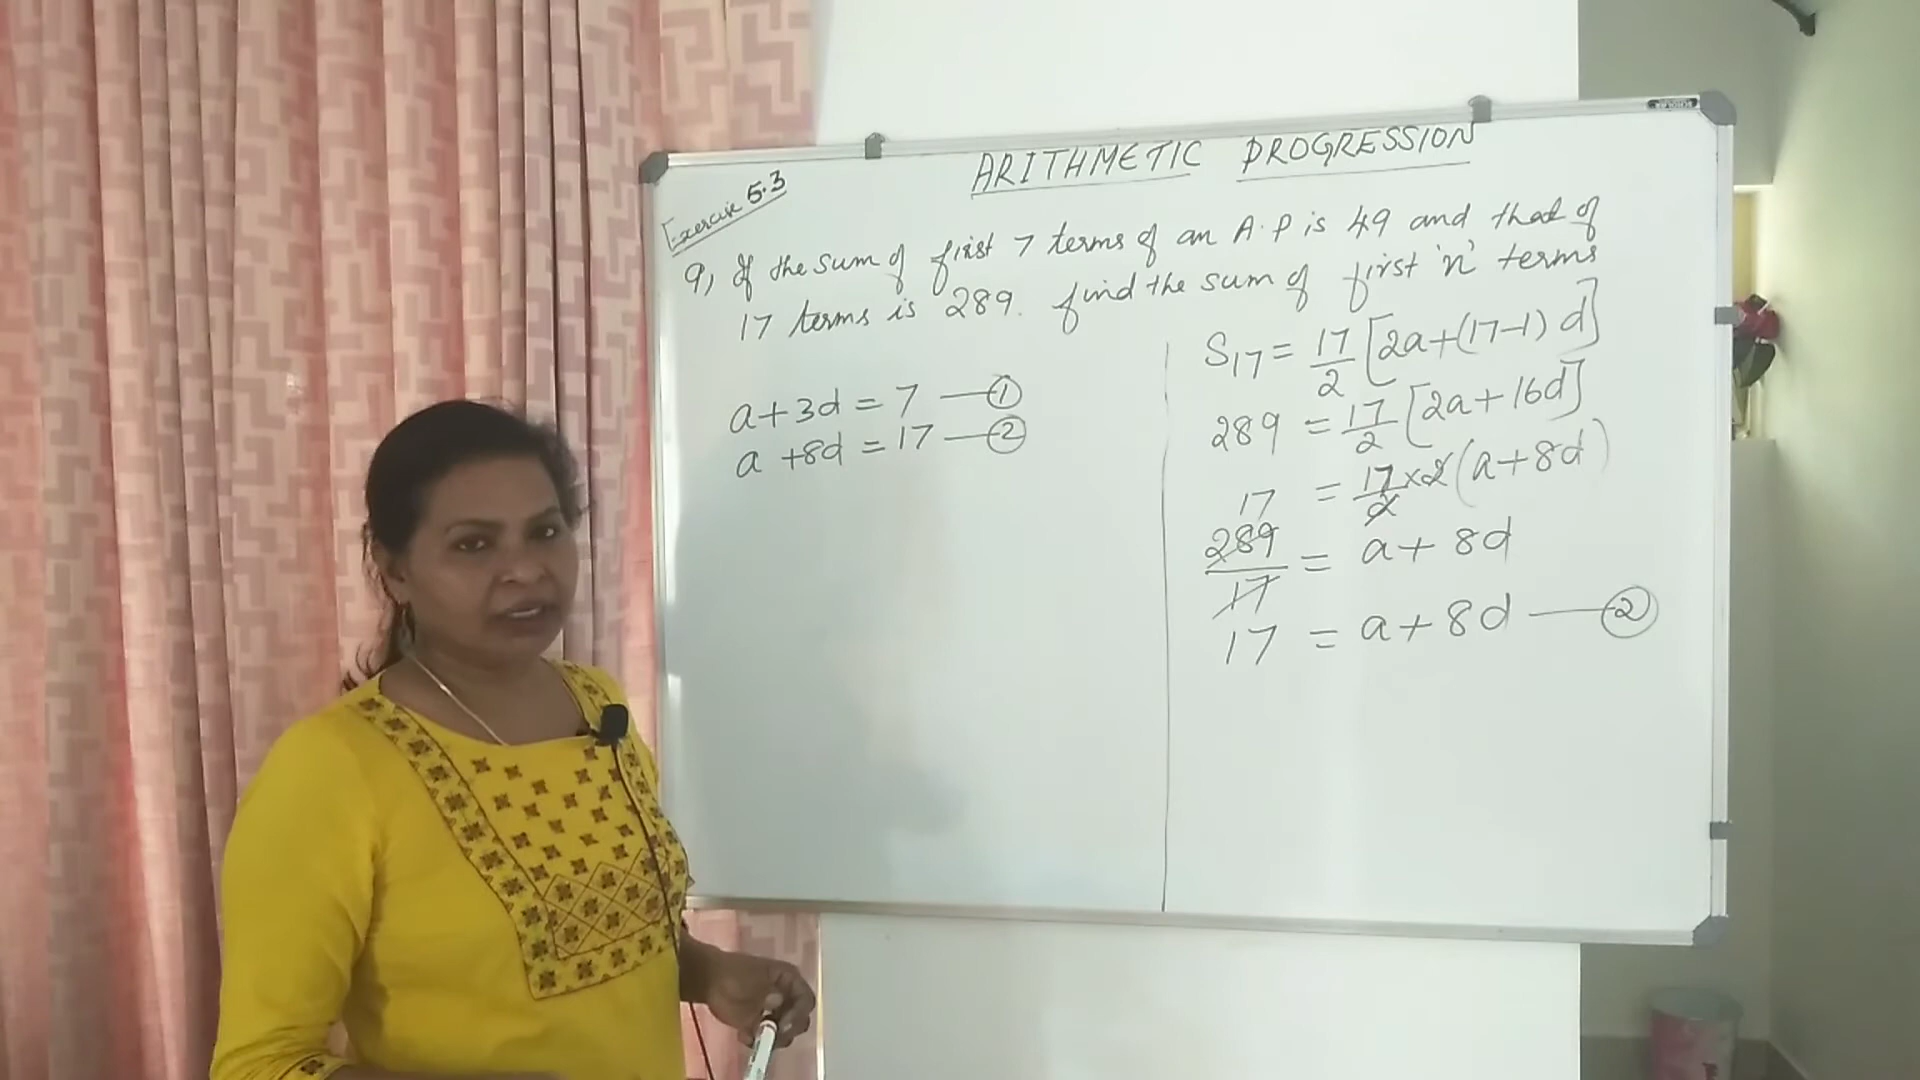 ARITHMETIC PROGRESSION
Exercise 5.3
9, If the sum of first 7 terms of an A.P is 49 and that of
17 terms is 289. find the sum of first 'n' terms
a+3d = 7 — ①
a +8d = 17 — ②
S17 = 17/2 [2a+(17-1) d]
289 = 17/2 [2a+16d]
= 17/2 ×2 (a+8d)
17
289/17 = a+ 8d
17 = a+ 8d — ②